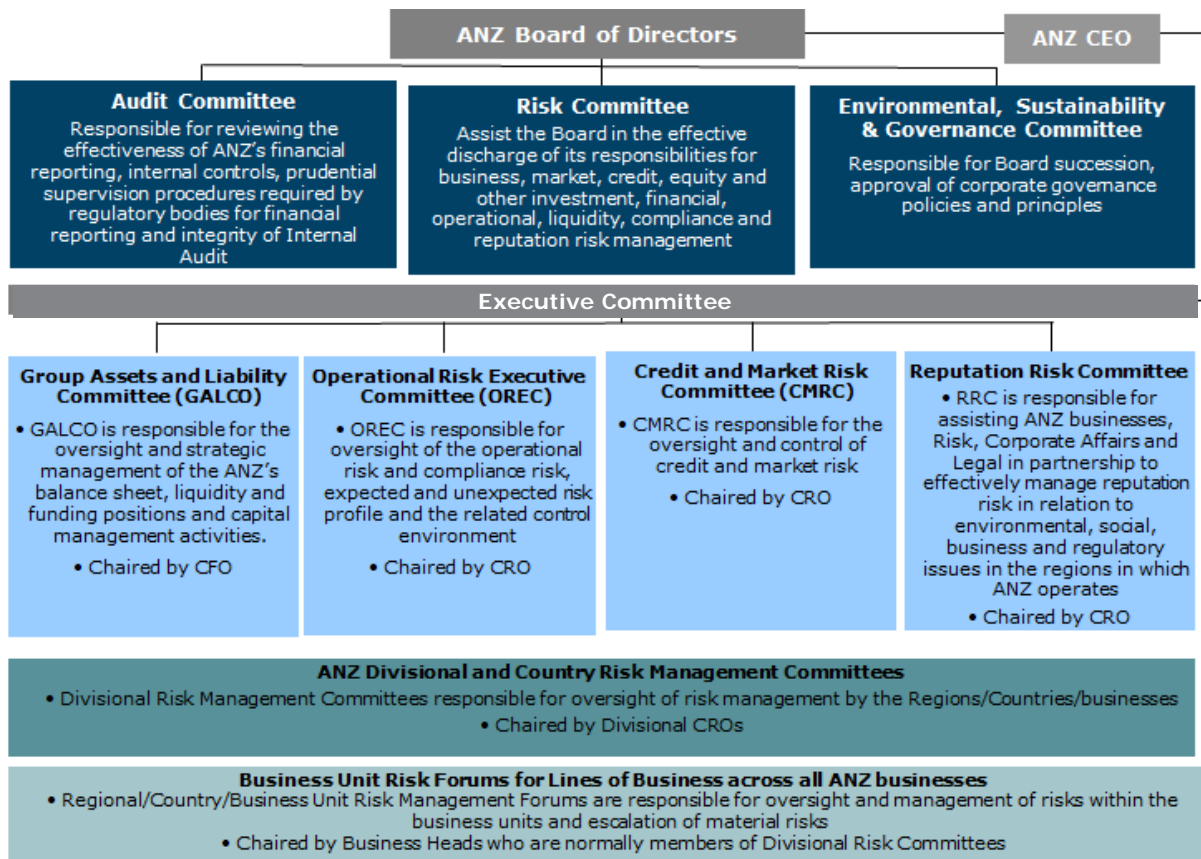 ANZ Board of Directors
ANZ CEO
Audit Committee
Responsible for reviewing the
effectiveness of ANZ's financial
reporting, internal controls, prudential
supervision procedures required by
regulatory bodies for financial
reporting and integrity of Internal
Audit
Risk Committee
Assist the Board in the effective
discharge of its responsibilities for
business, market, credit, equity and
other investment, financial,
operational, liquidity, compliance and
reputation risk management
Environmental, Sustainability
& Governance Committee
Responsible for Board succession,
approval of corporate governance
policies and principles
Executive Committee
Group Assets and Liability
Committee (GALCO)
• GALCO is responsible for the
oversight and strategic
management of the ANZ's
balance sheet, liquidity and
funding positions and capital
management activities.
• Chaired by CFO
Operational Risk Executive
Committee (OREC)
• OREC is responsible for
oversight of the operational
risk and compliance risk,
expected and unexpected risk
profile and the related control
environment
• Chaired by CRO
Credit and Market Risk
Committee (CMRC)
• CMRC is responsible for the
oversight and control of
credit and market risk
• Chaired by CRO
Reputation Risk Committee
• RRC is responsible for
assisting ANZ businesses,
Risk, Corporate Affairs and
Legal in partnership to
effectively manage reputation
risk in relation to
environmental, social,
business and regulatory
issues in the regions in which
ANZ operates
• Chaired by CRO
ANZ Divisional and Country Risk Management Committees
• Divisional Risk Management Committees responsible for oversight of risk management by the Regions/Countries/businesses
• Chaired by Divisional CROs
Business Unit Risk Forums for Lines of Business across all ANZ businesses
• Regional/Country/Business Unit Risk Management Forums are responsible for oversight and management of risks within the
business units and escalation of material risks
• Chaired by Business Heads who are normally members of Divisional Risk Committees